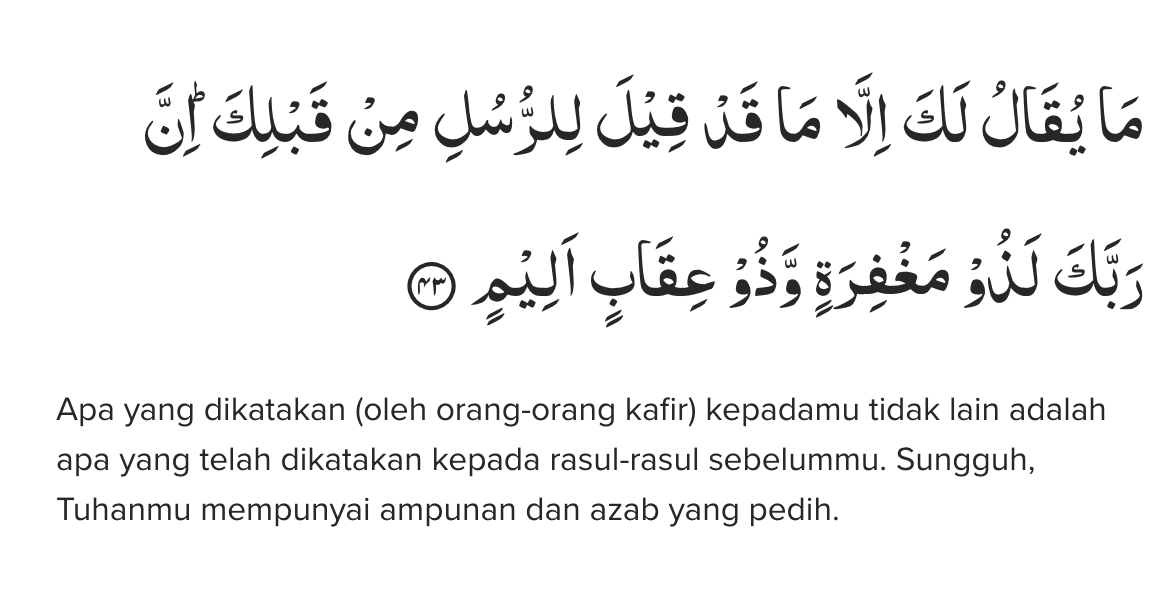 مَا يُقَالُ لَكَ اِلَّا مَا قَدْ قِيْلَ لِلرُّسُلِ مِنْ قَبْلِكَ ۗاِنَّ
رَبَّكَ لَذُوْ مَغْفِرَةٍ وَّذُوْ عِقَابٍ اَلِيْمٍ ۝٤٣
Apa yang dikatakan (oleh orang-orang kafir) kepadamu tidak lain adalah
apa yang telah dikatakan kepada rasul-rasul sebelummu. Sungguh,
Tuhanmu mempunyai ampunan dan azab yang pedih.